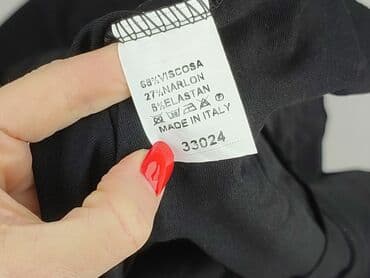 68%VISCOSA
27%NARLON
5%ELASTAN
MADE IN ITALY
33024